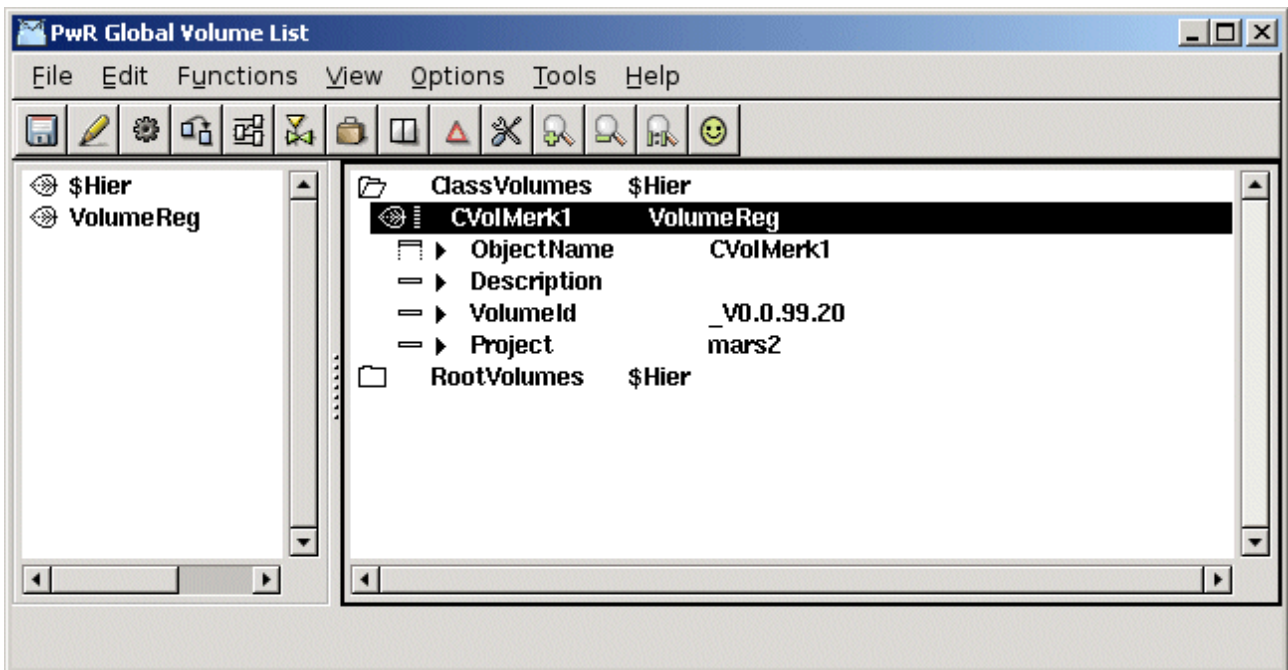 PwR Global Volume List
File Edit Functions View Options Tools Help
$Hier
VolumeReg
ClassVolumes $Hier
CVolMerk1 VolumeReg
ObjectName CVolMerk1
Description
VolumeId _V0.0.99.20
Project mars2
RootVolumes $Hier